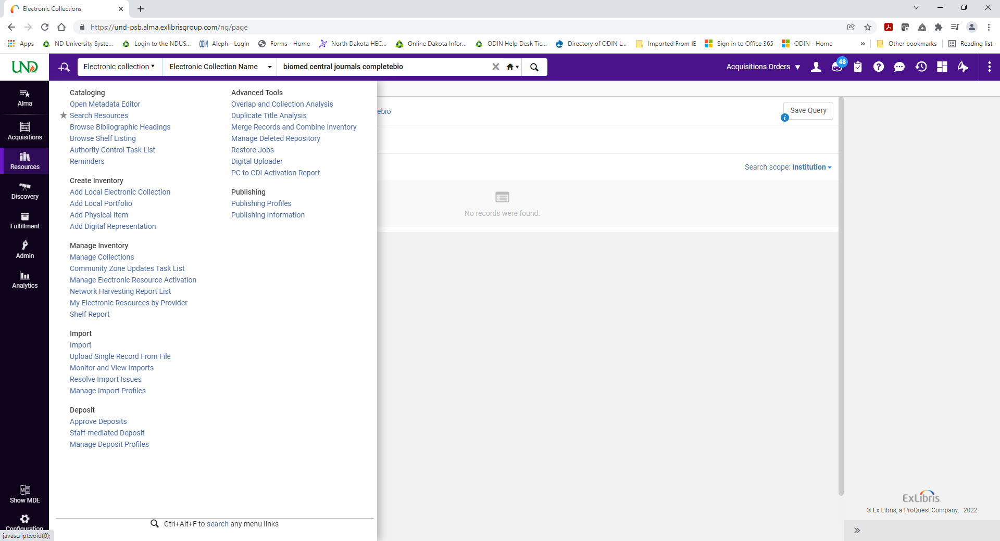 Electronic Collections
https://und-psb.alma.exlibrisgroup.com/ng/page
Apps ND University Syste... Login to the NDUS... ODIN Aleph - Login Forms - Home North Dakota HEC... Online Dakota Infor... ODIN Help Desk Tic... Directory of ODIN L... Imported From IE Sign in to Office 365 ODIN - Home » Other bookmarks Reading list
UND Electronic collection Electronic Collection Name biomed central journals completebio Acquisitions Orders 48
Alma
Acquisitions
Resources
Discovery
Fulfillment
Admin
Analytics
Show MDE
Configuration
Cataloging
Open Metadata Editor
Search Resources
Browse Bibliographic Headings
Browse Shelf Listing
Authority Control Task List
Reminders
Create Inventory
Add Local Electronic Collection
Add Local Portfolio
Add Physical Item
Add Digital Representation
Manage Inventory
Manage Collections
Community Zone Updates Task List
Manage Electronic Resource Activation
Network Harvesting Report List
My Electronic Resources by Provider
Shelf Report
Import
Import
Upload Single Record From File
Monitor and View Imports
Resolve Import Issues
Manage Import Profiles
Deposit
Approve Deposits
Staff-mediated Deposit
Manage Deposit Profiles
Advanced Tools
Overlap and Collection Analysis
Duplicate Title Analysis
Merge Records and Combine Inventory
Manage Deleted Repository
Restore Jobs
Digital Uploader
PC to CDI Activation Report
Publishing
Publishing Profiles
Publishing Information
Ctrl+Alt+F to search any menu links
ebio
Save Query
Search scope: Institution
No records were found.
ExLibris
© Ex Libris, a ProQuest Company, 2022
javascript:void(0);